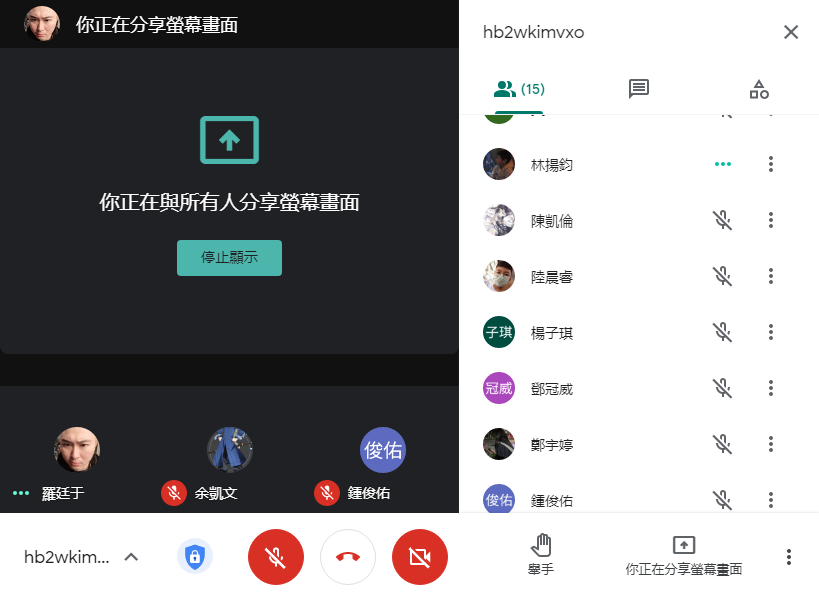 你正在分享螢幕畫面
你正在與所有人分享螢幕畫面
停止顯示
俊佑
羅廷于
余凱文
鍾俊佑
hb2wkim...
hb2wkimvxo
(15)
林揚鈞
陳凱倫
陸晨睿
子琪 楊子琪
冠威 鄧冠威
鄭宇婷
俊佑 鍾俊佑
舉手
你正在分享螢幕畫面